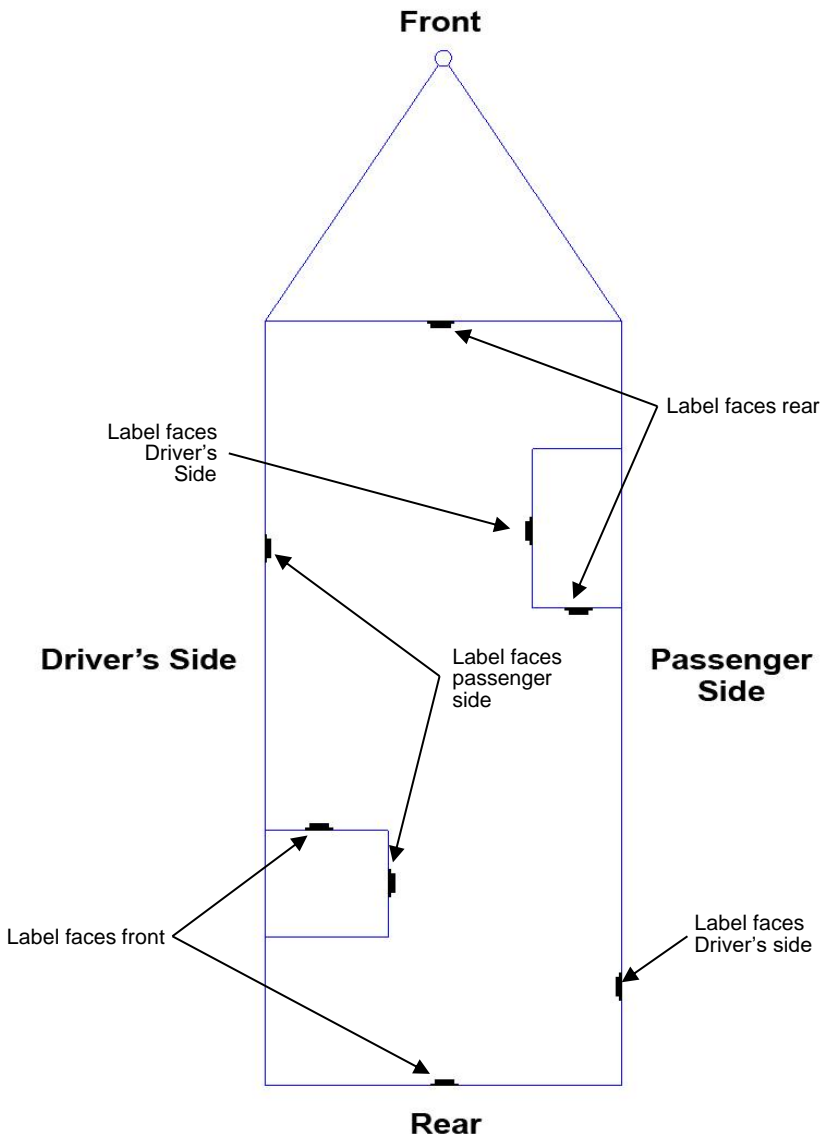 Front
Label faces rear
Label faces
Driver's
Side
Driver’s Side
Label faces
passenger
side
Passenger
Side
Label faces front
Label faces
Driver’s side
Rear